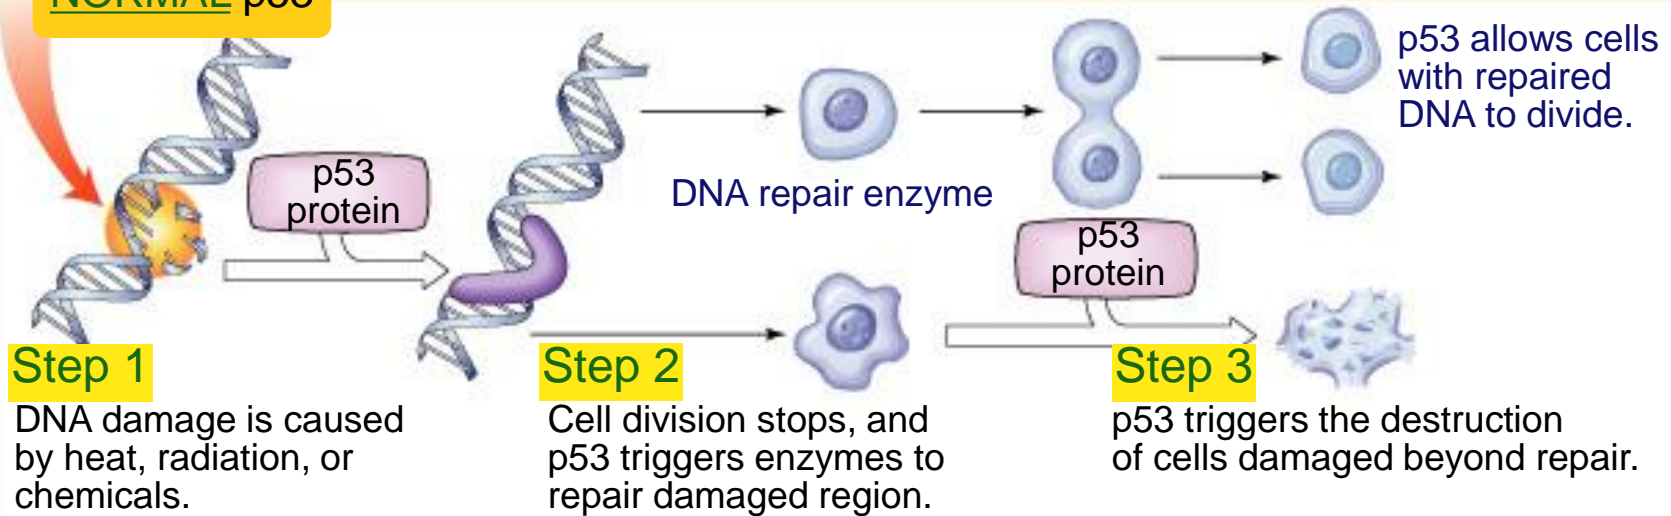 NORMAL p53
p53 allows cells
with repaired
DNA to divide.
p53
protein
DNA repair enzyme
p53
protein
Step 1
DNA damage is caused
by heat, radiation, or
chemicals.
Step 2
Cell division stops, and
p53 triggers enzymes to
repair damaged region.
Step 3
p53 triggers the destruction
of cells damaged beyond repair.